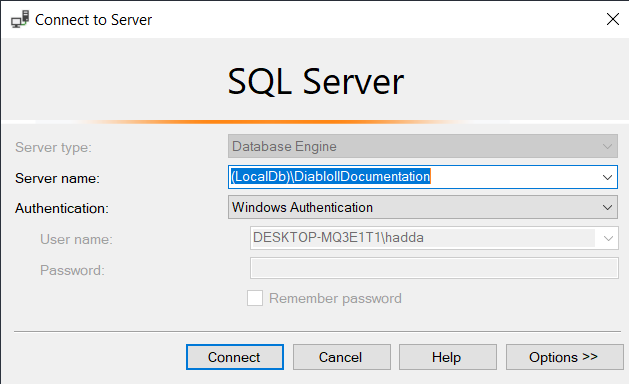 Connect to Server
SQL Server
Server type: Database Engine
Server name: (LocalDb)\DiabloIIDocumentation
Authentication: Windows Authentication
User name: DESKTOP-MQ3E1T1\hadda
Password:
Remember password
Connect Cancel Help Options >>